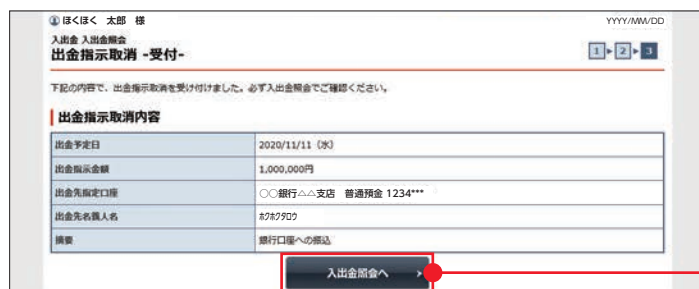 ほくほく 太郎 様 YYYY/MM/DD
入出金 入出金照会
出金指示取消 -受付-
1 2 3
下記の内容で、出金指示取消を受け付けました。必ず入出金照会でご確認ください。
出金指示取消内容
出金予定日 2020/11/11（水）
出金指示金額 1,000,000円
出金先指定口座 〇〇銀行△△支店 普通預金 1234***
出金先名義人名 ﾎｸﾎｸﾀﾛｳ
摘要 銀行口座への振込
入出金照会へ